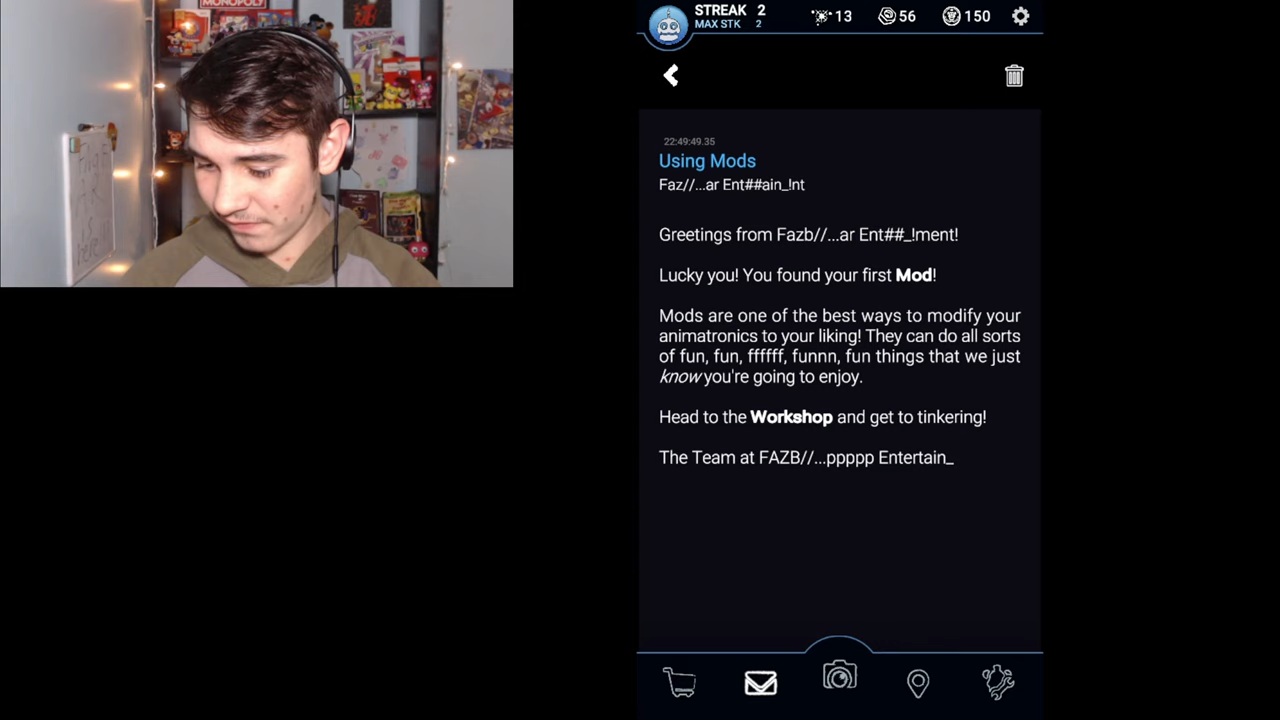 MONOPOLY
STREAK 2
MAX STK 2
13
56
150
22:49:49.35
Using Mods
Faz//...ar Ent##ain_!nt
Greetings from Fazb//...ar Ent##_!ment!
Lucky you! You found your first Mod!
Mods are one of the best ways to modify your
animatronics to your liking! They can do all sorts
of fun, fun, ffffff, funnn, fun things that we just
know you're going to enjoy.
Head to the Workshop and get to tinkering!
The Team at FAZB//...ppppp Entertain_